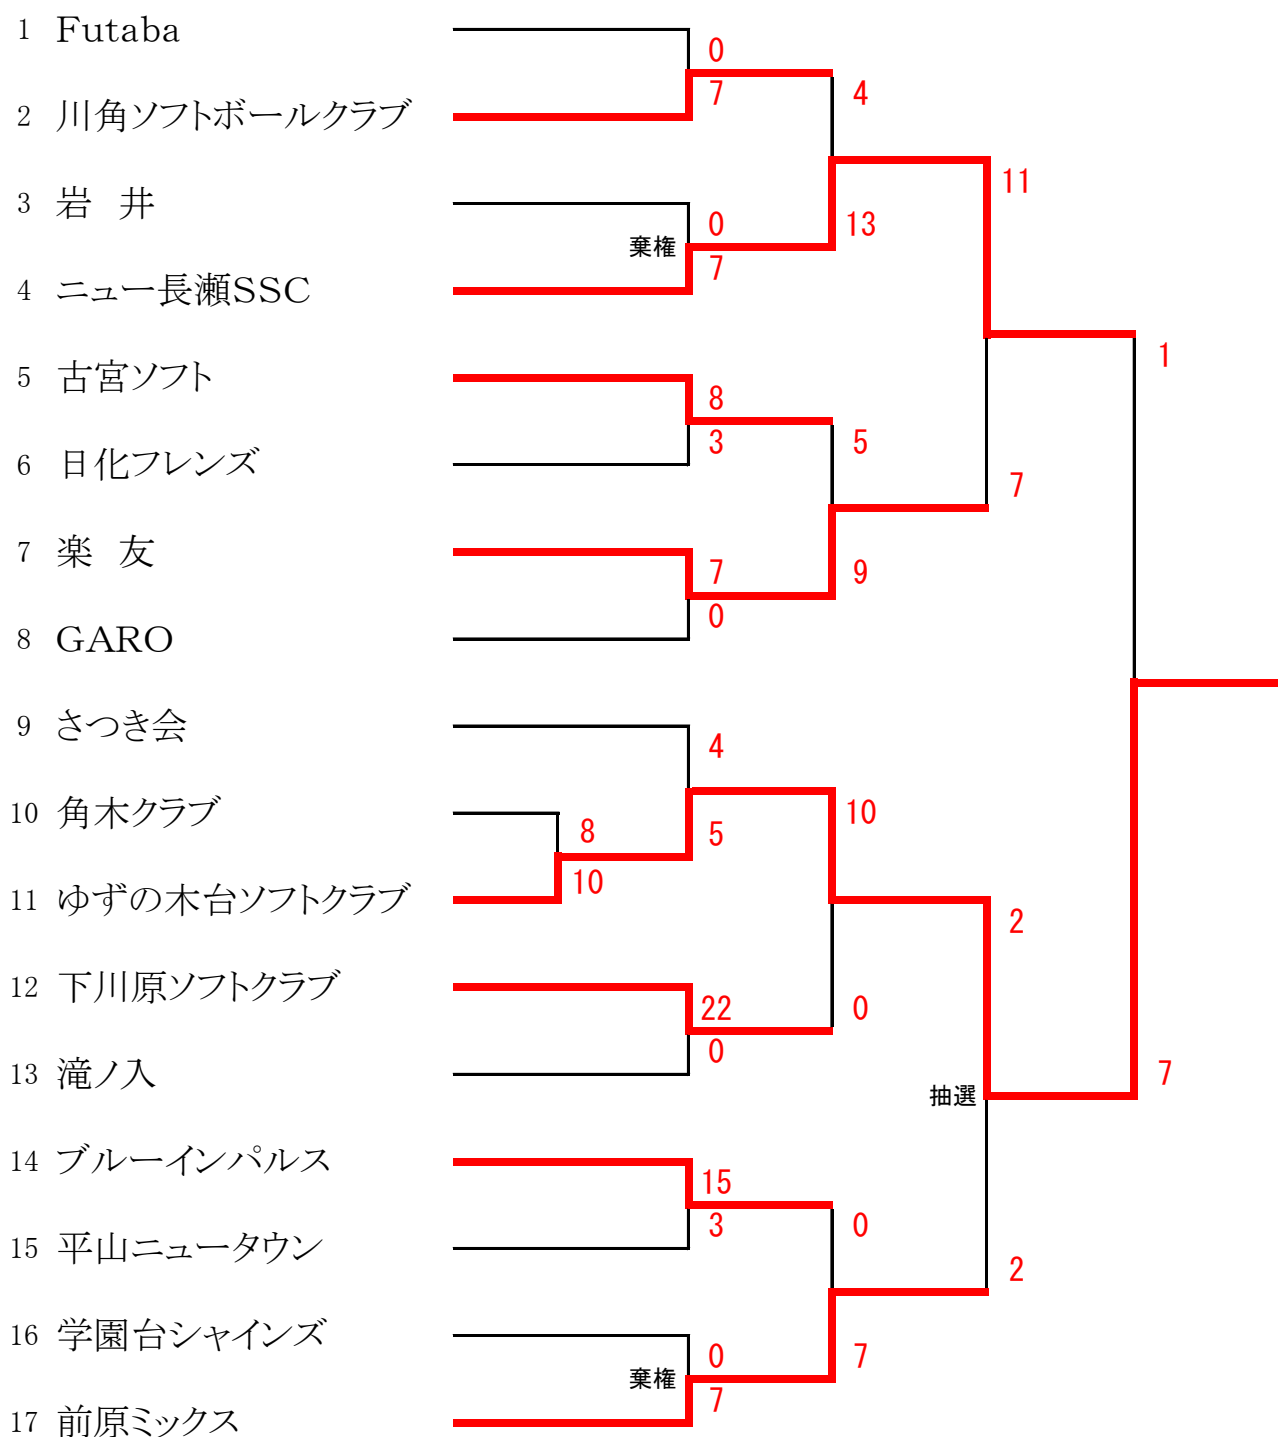 1 Futaba
0
7
4
2 川角ソフトボールクラブ
11
3 岩 井
0
棄権
7
13
4 ニュー長瀬SSC
1
5 古宮ソフト
8
3
5
6 日化フレンズ
7
7 楽 友
7
0
9
8 GARO
9 さつき会
4
10 角木クラブ
8
10
5
10
11 ゆずの木台ソフトクラブ
2
12 下川原ソフトクラブ
22
0
0
13 滝ノ入
抽選
7
14 ブルーインパルス
15
3
0
15 平山ニュータウン
2
16 学園台シャインズ
0
棄権
7
7
17 前原ミックス